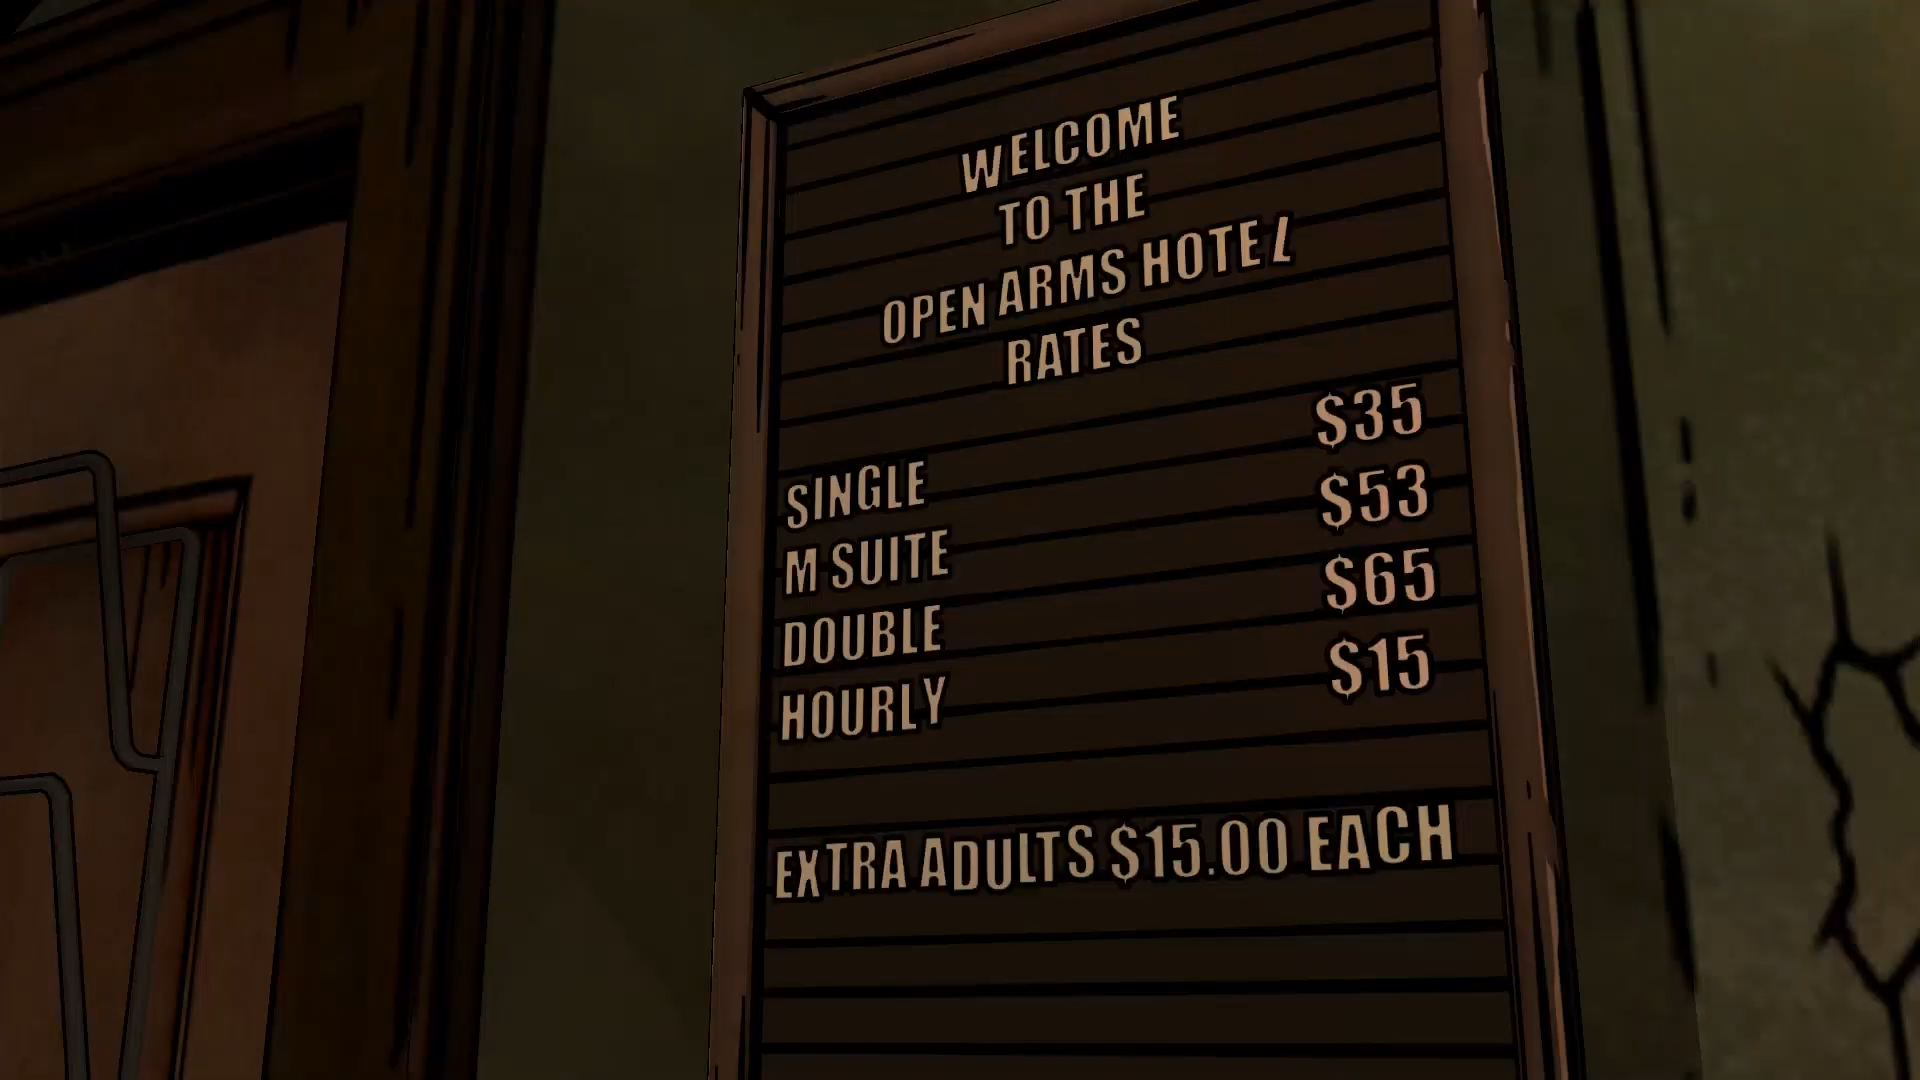 WELCOME
TO THE
OPEN ARMS HOTEL
RATES
SINGLE $35
M SUITE $53
DOUBLE $65
HOURLY $15
EXTRA ADULTS $15.00 EACH